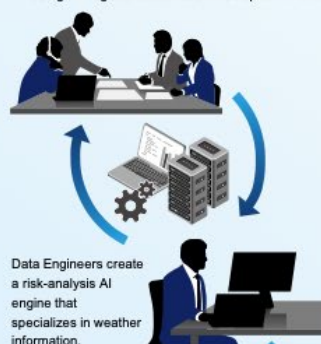 Data Engineers create
a risk-analysis AI
engine that
specializes in weather
information.